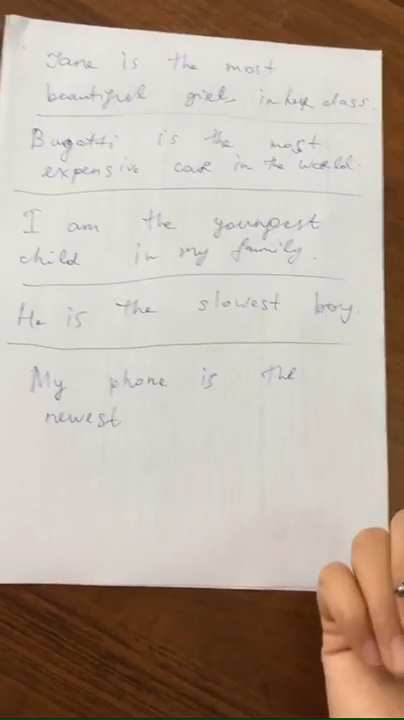 Jane is the most
beautiful girl in her class.
Bugatti is the most
expensive car in the world.
I am the youngest
child in my family.
He is the slowest boy.
My phone is the
newest